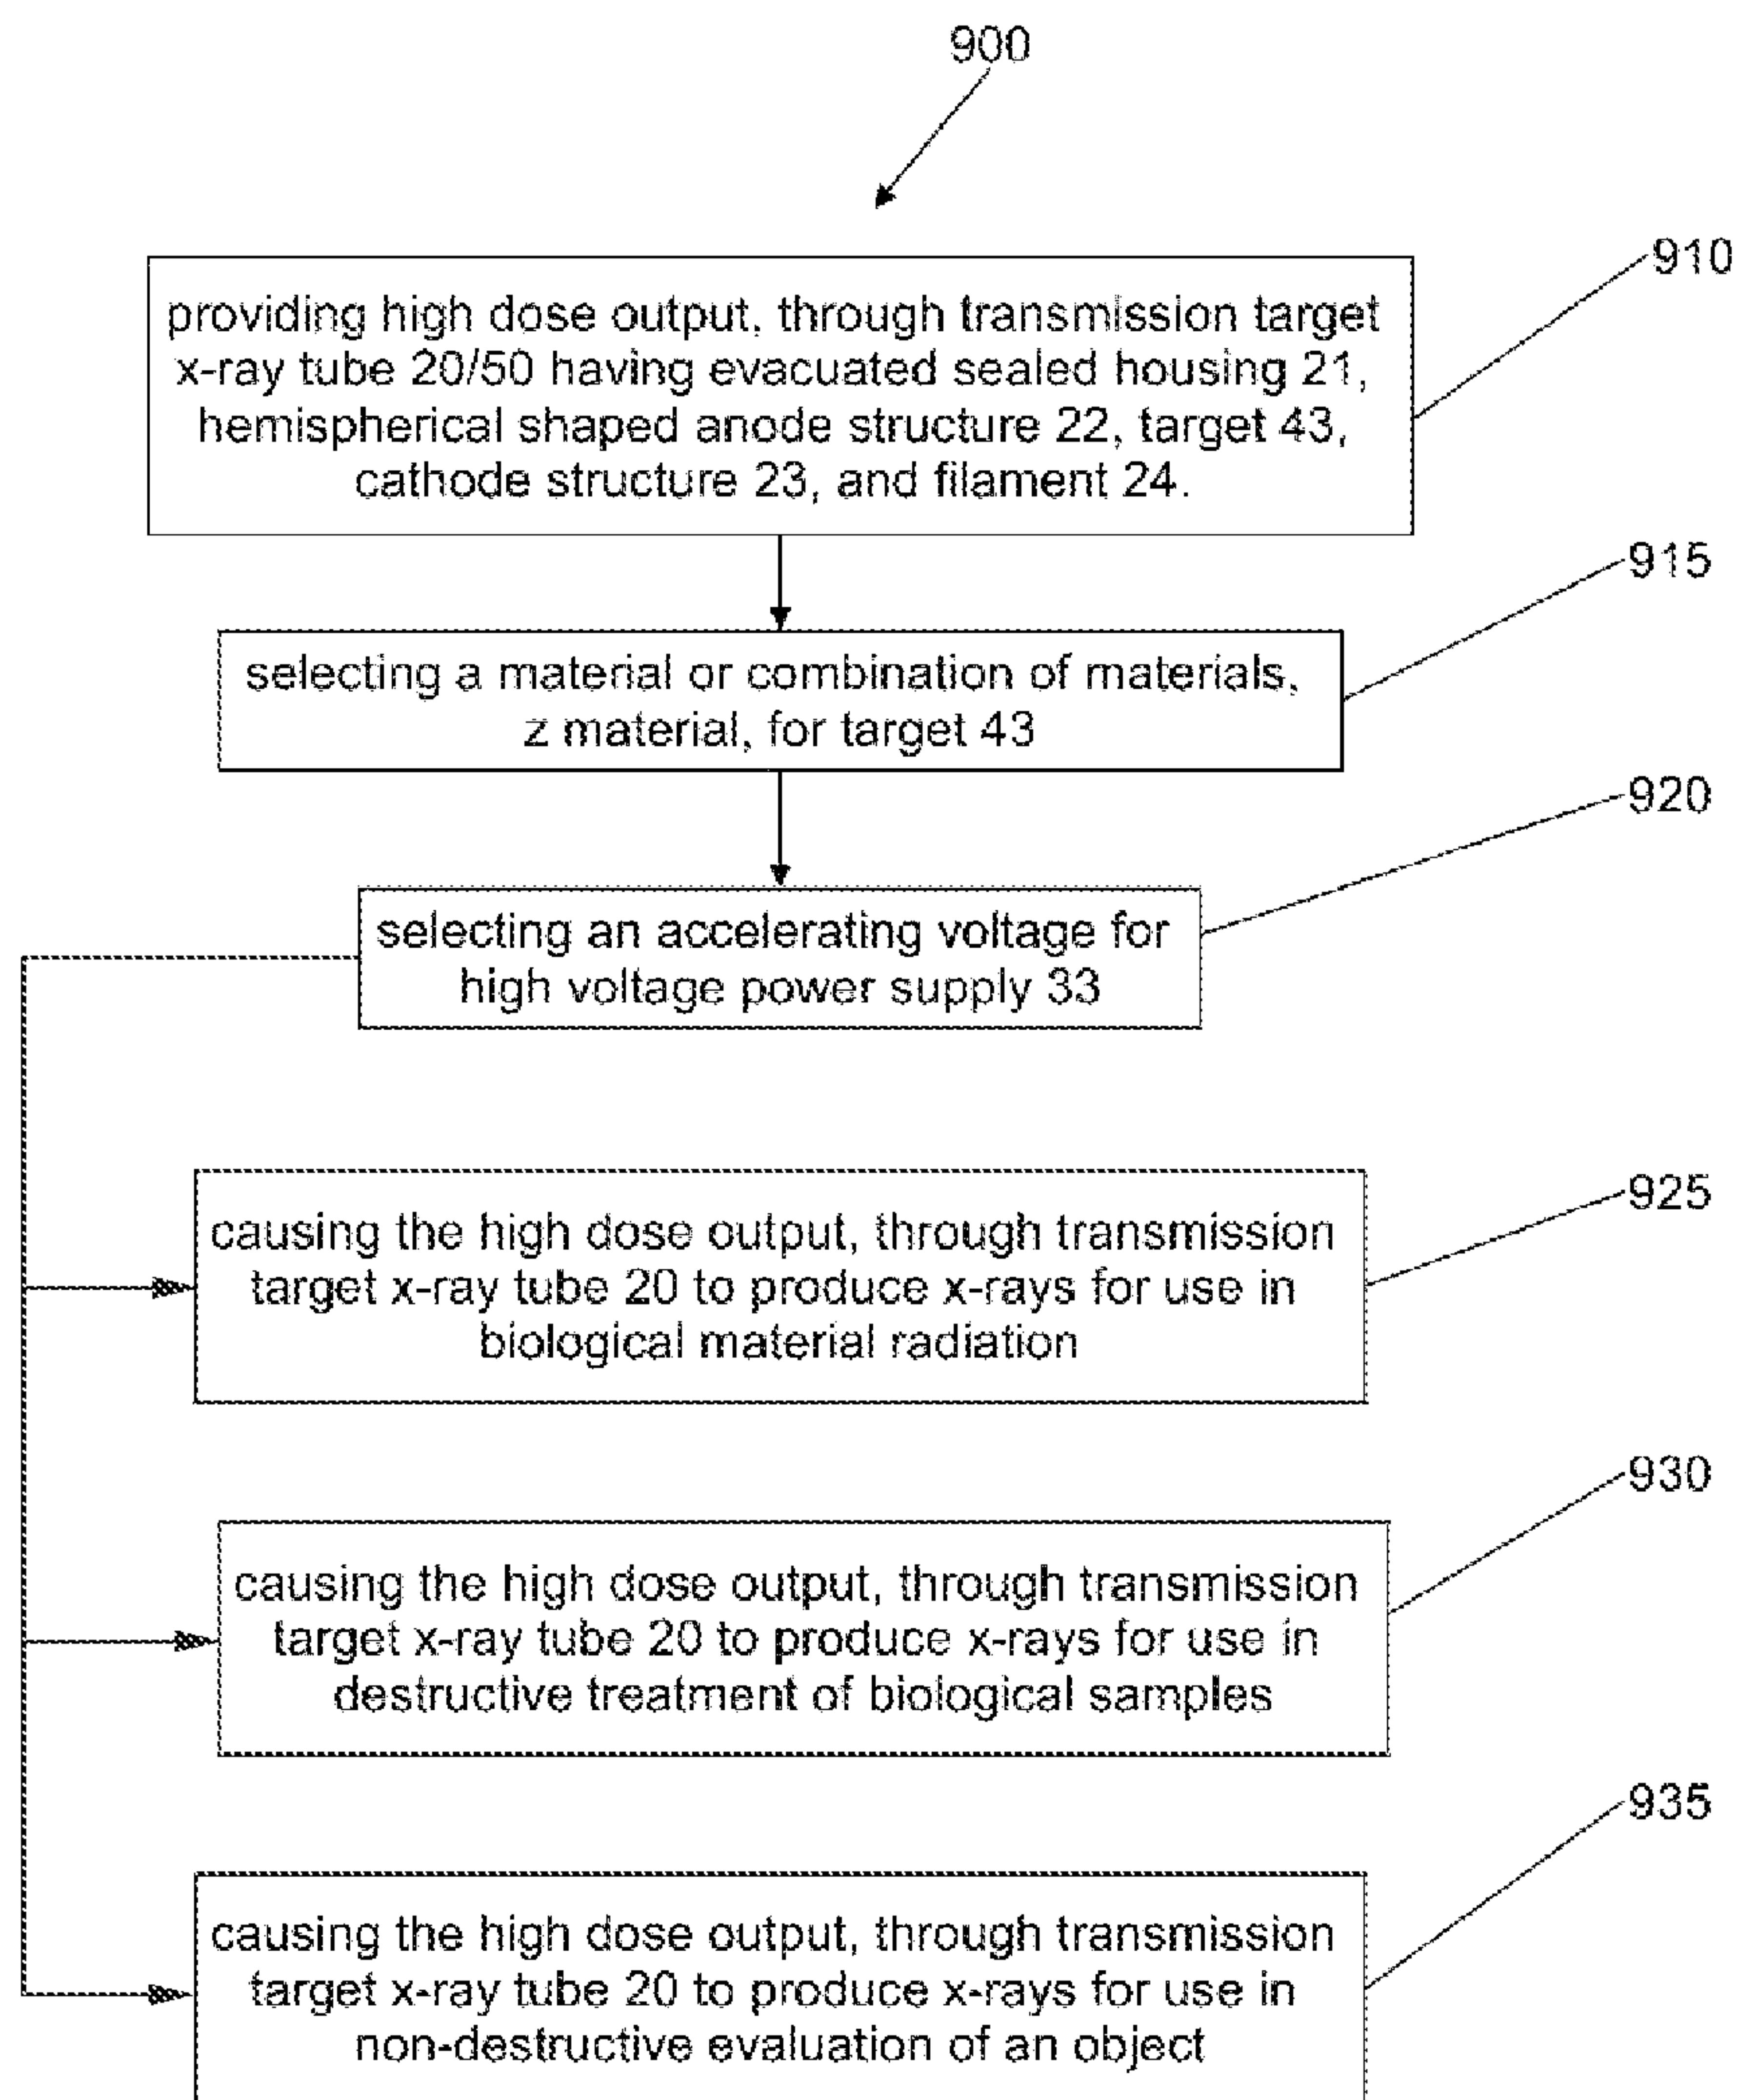 900
910
providing high dose output, through transmission target
x-ray tube 20/50 having evacuated sealed housing 21,
hemispherical shaped anode structure 22, target 43,
cathode structure 23, and filament 24.
915
selecting a material or combination of materials,
z material, for target 43
920
selecting an accelerating voltage for
high voltage power supply 33
925
causing the high dose output, through transmission
target x-ray tube 20 to produce x-rays for use in
biological material radiation
930
causing the high dose output, through transmission
target x-ray tube 20 to produce x-rays for use in
destructive treatment of biological samples
935
causing the high dose output, through transmission
target x-ray tube 20 to produce x-rays for use in
non-destructive evaluation of an object